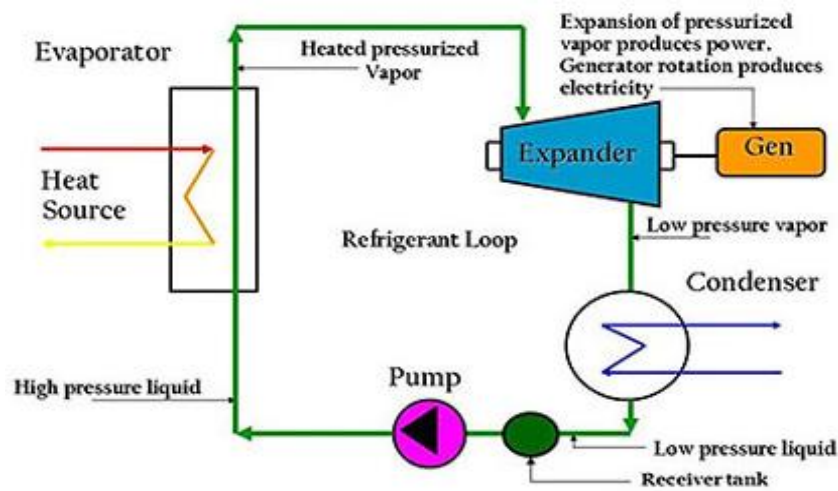 Evaporator
Heated pressurized
Vapor
Expansion of pressurized
vapor produces power.
Generator rotation produces
electricity
Expander
Gen
Heat
Source
Refrigerant Loop
Low pressure vapor
Condenser
High pressure liquid
Pump
Low pressure liquid
Receiver tank